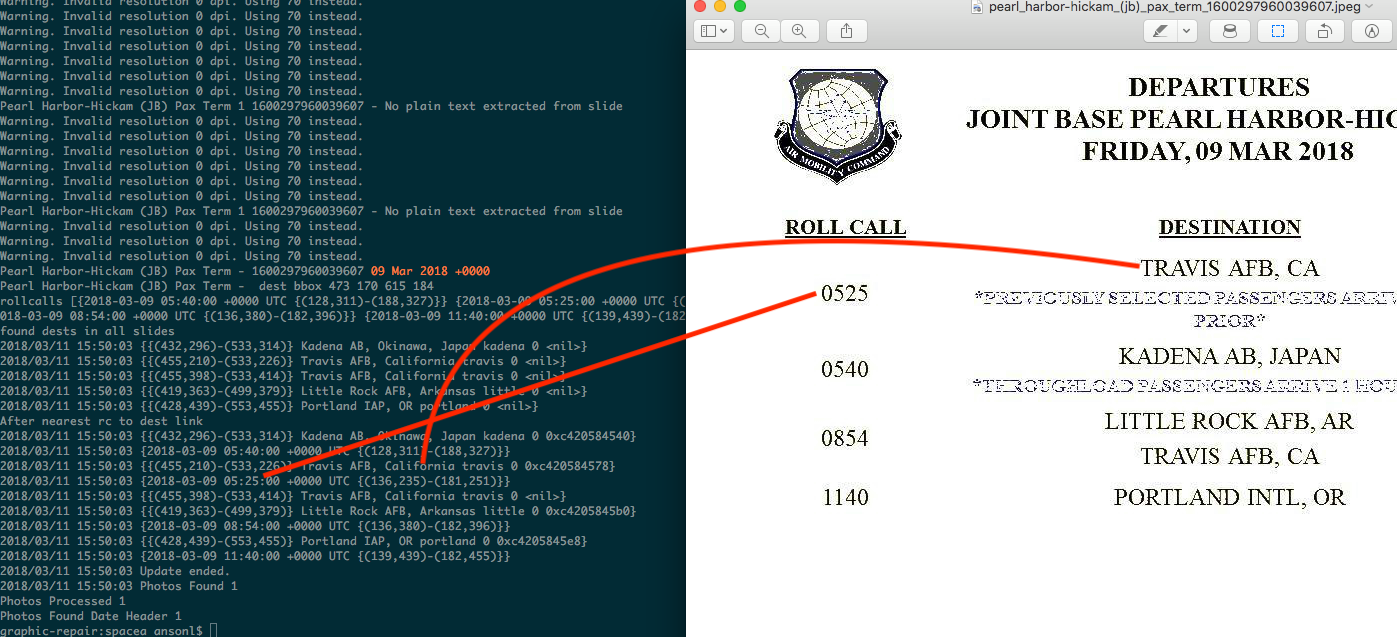 Warning. Invalid resolution 0 dpi. Using 70 instead.
Warning. Invalid resolution 0 dpi. Using 70 instead.
Warning. Invalid resolution 0 dpi. Using 70 instead.
Warning. Invalid resolution 0 dpi. Using 70 instead.
Warning. Invalid resolution 0 dpi. Using 70 instead.
Warning. Invalid resolution 0 dpi. Using 70 instead.
Warning. Invalid resolution 0 dpi. Using 70 instead.
Pearl Harbor-Hickam (JB) Pax Term 1 1600297960039607 - No plain text extracted from slide
Warning. Invalid resolution 0 dpi. Using 70 instead.
Warning. Invalid resolution 0 dpi. Using 70 instead.
Warning. Invalid resolution 0 dpi. Using 70 instead.
Warning. Invalid resolution 0 dpi. Using 70 instead.
Warning. Invalid resolution 0 dpi. Using 70 instead.
Warning. Invalid resolution 0 dpi. Using 70 instead.
Pearl Harbor-Hickam (JB) Pax Term 1 1600297960039607 - No plain text extracted from slide
Warning. Invalid resolution 0 dpi. Using 70 instead.
Warning. Invalid resolution 0 dpi. Using 70 instead.
Warning. Invalid resolution 0 dpi. Using 70 instead.
Pearl Harbor-Hickam (JB) Pax Term - 1600297960039607 09 Mar 2018 +0000
Pearl Harbor-Hickam (JB) Pax Term -  dest bbox 473 170 615 184
rollcalls [{2018-03-09 05:40:00 +0000 UTC {(128,311)-(188,327)}} {2018-03-09 05:25:00 +0000 UTC {(
018-03-09 08:54:00 +0000 UTC {(136,380)-(182,396)}} {2018-03-09 11:40:00 +0000 UTC {(139,439)-(182
found dests in all slides
2018/03/11 15:50:03 {{(432,296)-(533,314)} Kadena AB, Okinawa, Japan kadena 0 <nil>}
2018/03/11 15:50:03 {{(455,210)-(533,226)} Travis AFB, California travis 0 <nil>}
2018/03/11 15:50:03 {{(455,398)-(533,414)} Travis AFB, California travis 0 <nil>}
2018/03/11 15:50:03 {{(419,363)-(499,379)} Little Rock AFB, Arkansas little 0 <nil>}
2018/03/11 15:50:03 {{(428,439)-(553,455)} Portland IAP, OR portland 0 <nil>}
After nearest rc to dest link
2018/03/11 15:50:03 {{(432,296)-(533,314)} Kadena AB, Okinawa, Japan kadena 0 0xc420584540}
2018/03/11 15:50:03 {2018-03-09 05:40:00 +0000 UTC {(128,311)-(188,327)}}
2018/03/11 15:50:03 {{(455,210)-(533,226)} Travis AFB, California travis 0 0xc420584578}
2018/03/11 15:50:03 {2018-03-09 05:25:00 +0000 UTC {(136,235)-(181,251)}}
2018/03/11 15:50:03 {{(455,398)-(533,414)} Travis AFB, California travis 0 <nil>}
2018/03/11 15:50:03 {{(419,363)-(499,379)} Little Rock AFB, Arkansas little 0 0xc4205845b0}
2018/03/11 15:50:03 {2018-03-09 08:54:00 +0000 UTC {(136,380)-(182,396)}}
2018/03/11 15:50:03 {{(428,439)-(553,455)} Portland IAP, OR portland 0 0xc4205845e8}
2018/03/11 15:50:03 {2018-03-09 11:40:00 +0000 UTC {(139,439)-(182,455)}}
2018/03/11 15:50:03 Update ended.
2018/03/11 15:50:03 Photos Found 1
Photos Processed 1
Photos Found Date Header 1
graphic-repair:spacea ansonl$
pearl_harbor-hickam_(jb)_pax_term_1600297960039607.jpeg
AIR MOBILITY COMMAND
DEPARTURES
JOINT BASE PEARL HARBOR-HIC
FRIDAY, 09 MAR 2018
ROLL CALL DESTINATION
TRAVIS AFB, CA
0525
*PREVIOUSLY SELECTED PASSENGERS ARRIV
PRIOR*
KADENA AB, JAPAN
0540
*THROUGHLOAD PASSENGERS ARRIVE 1 HOU
LITTLE ROCK AFB, AR
0854
TRAVIS AFB, CA
1140 PORTLAND INTL, OR